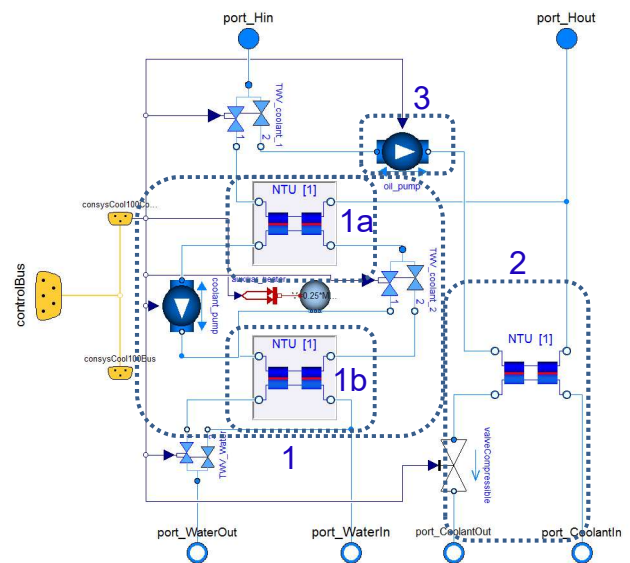 port_Hin
port_Hout
TWV_coolant_1
1
2
3
oil_pump
NTU [1]
1a
consysCool100Co...
controlBus
coolant_pump
TWV_coolant_2
1
2
2
NTU [1]
NTU [1]
1b
consysCool100Bus
1
TWV_Water
valveCompressible
port_WaterOut
port_WaterIn
port_CoolantOut
port_CoolantIn